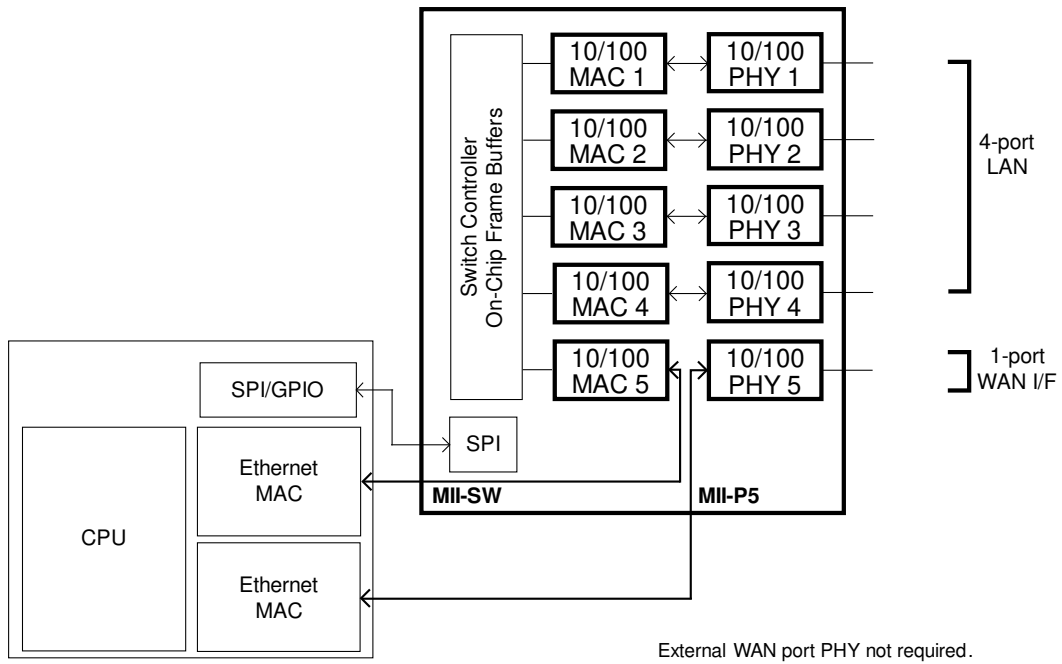 Switch Controller
On-Chip Frame Buffers
10/100
MAC 1
10/100
PHY 1
10/100
MAC 2
10/100
PHY 2
10/100
MAC 3
10/100
PHY 3
10/100
MAC 4
10/100
PHY 4
10/100
MAC 5
10/100
PHY 5
4-port
LAN
1-port
WAN I/F
SPI/GPIO
SPI
Ethernet
MAC
MII-SW
MII-P5
CPU
Ethernet
MAC
External WAN port PHY not required.